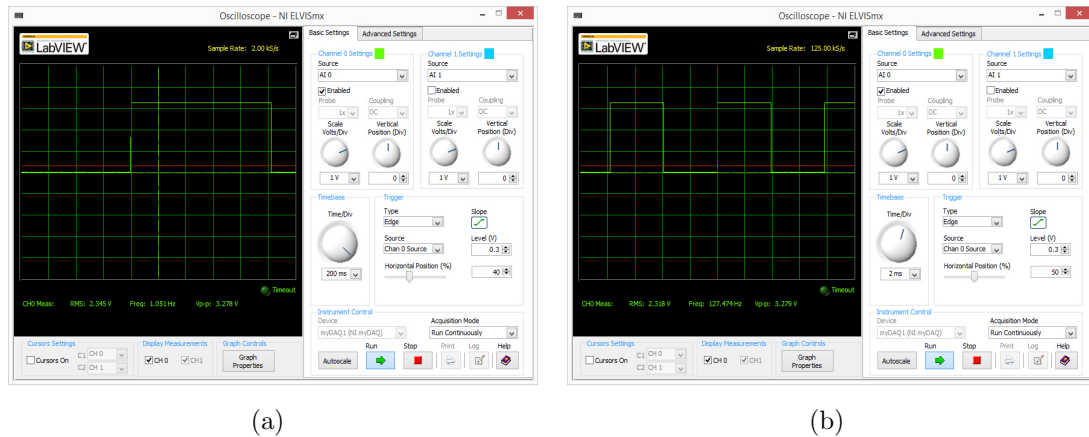 Oscilloscope - NI ELVISmx
LabVIEW
Sample Rate: 2.00 kS/s
CH0 Meas: RMS: 2.345 V Freq: 1.051 Hz Vp-p: 3.278 V
Timeout
Basic Settings Advanced Settings
Channel 0 Settings Channel 1 Settings
Source Source
AI 0 AI 1
Enabled Enabled
Probe Coupling Probe Coupling
1x DC 1x DC
Scale Vertical Scale Vertical
Volts/Div Position (Div) Volts/Div Position (Div)
1 V 0 1 V 0
Timebase Trigger
Time/Div Type Slope
Edge
Source Level (V)
Chan 0 Source 0.3
Horizontal Position (%)
200 ms 40
Instrument Control
Device Acquisition Mode
myDAQ1 (NI myDAQ) Run Continuously
Run Stop Print Log Help
Autoscale
Cursors Settings Display Measurements Graph Controls
Cursors On C1 CH 0 CH 0 CH1 Graph
C2 CH 1 Properties
(a)
Oscilloscope - NI ELVISmx
LabVIEW
Sample Rate: 125.00 kS/s
CH0 Meas: RMS: 2.318 V Freq: 127.474 Hz Vp-p: 3.279 V
Timeout
Basic Settings Advanced Settings
Channel 0 Settings Channel 1 Settings
Source Source
AI 0 AI 1
Enabled Enabled
Probe Coupling Probe Coupling
1x DC 1x DC
Scale Vertical Scale Vertical
Volts/Div Position (Div) Volts/Div Position (Div)
1 V 0 1 V 0
Timebase Trigger
Time/Div Type Slope
Edge
Source Level (V)
Chan 0 Source 0.3
Horizontal Position (%)
2 ms 50
Instrument Control
Device Acquisition Mode
myDAQ1 (NI myDAQ) Run Continuously
Run Stop Print Log Help
Autoscale
Cursors Settings Display Measurements Graph Controls
Cursors On C1 CH 0 CH 0 CH1 Graph
C2 CH 1 Properties
(b)